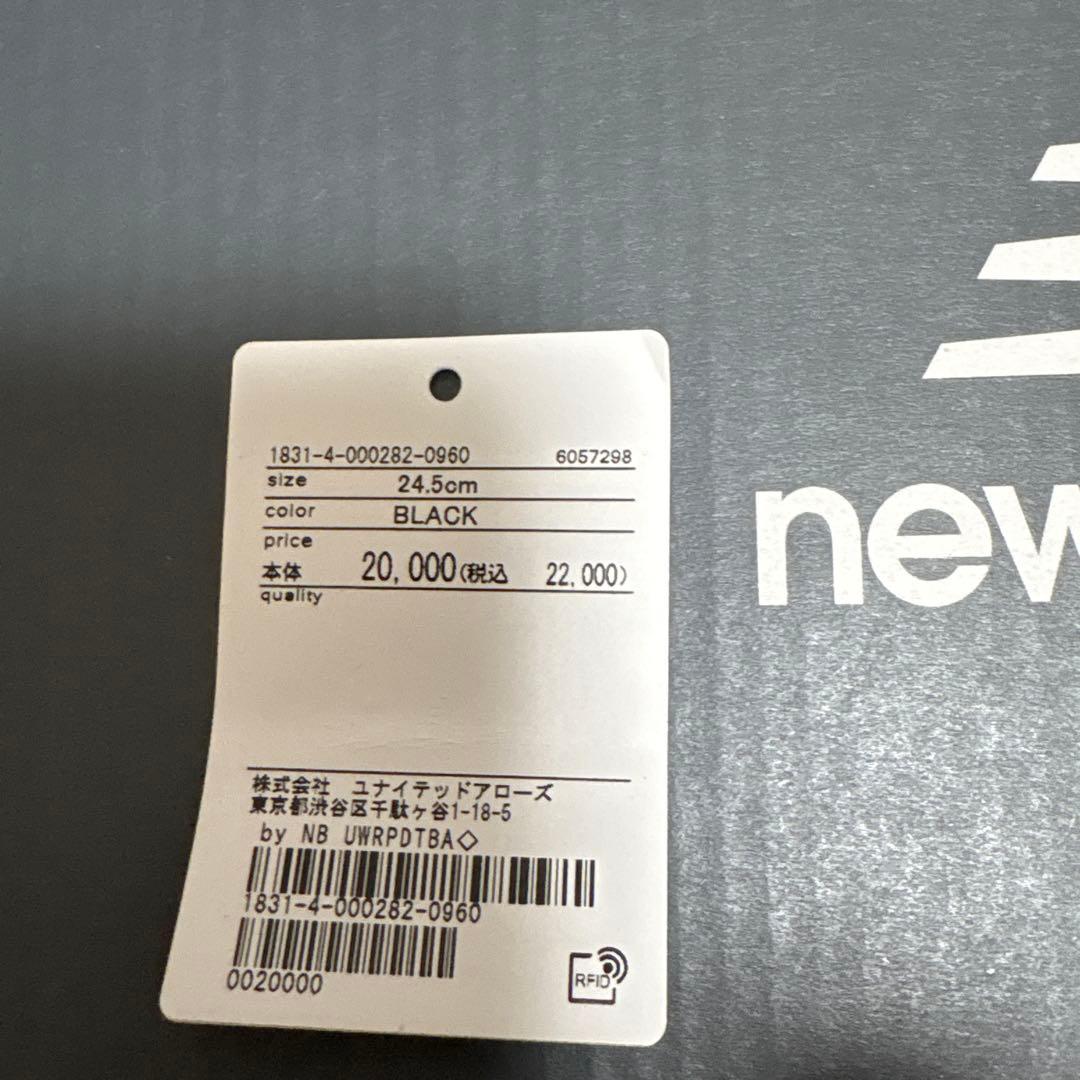 1831-4-000282-0960 6057298
size 24.5cm
color BLACK
price
本体 20,000(税込 22,000)
quality
株式会社 ユナイテッドアローズ
東京都渋谷区千駄ヶ谷1-18-5
by NB UWRPDTBA◇
1831-4-000282-0960
0020000
RFID
new